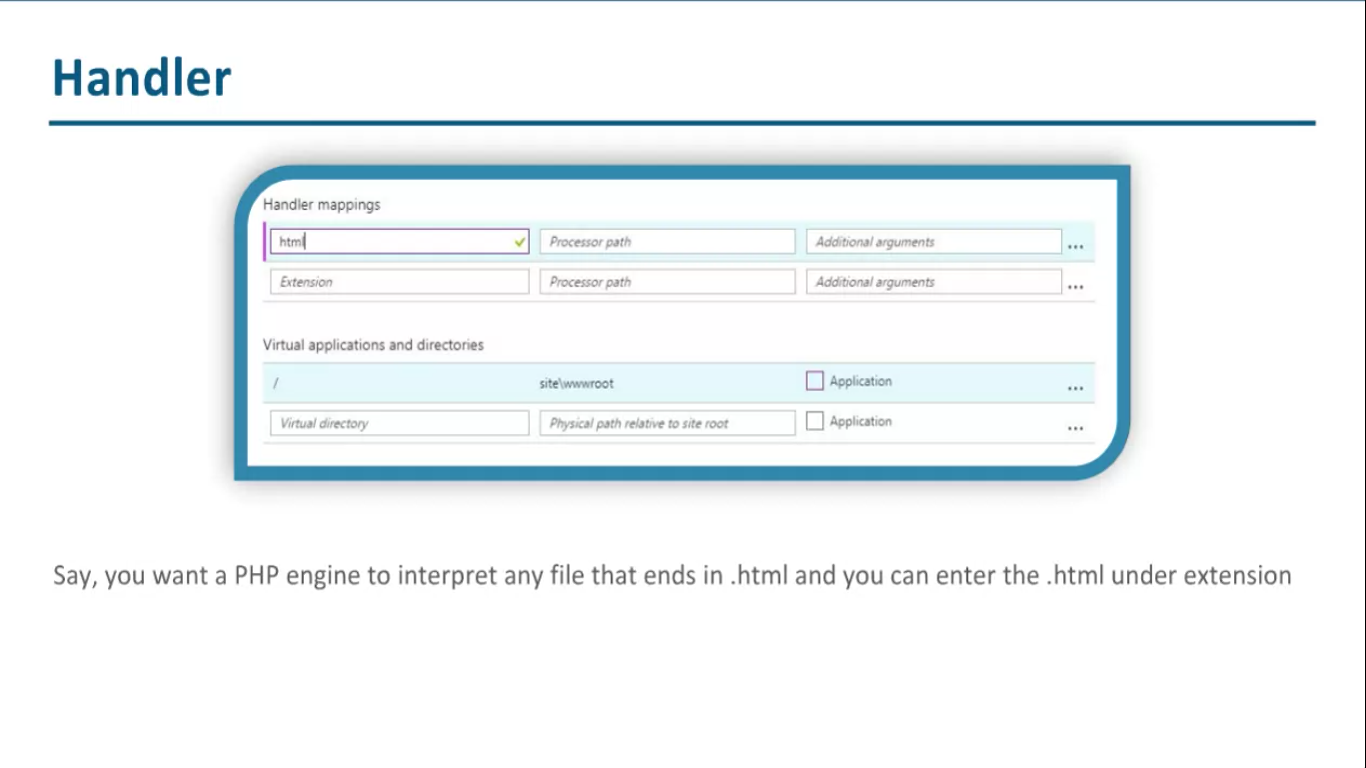 Handler
Handler mappings
html ✓ Processor path Additional arguments ...
Extension Processor path Additional arguments ...
Virtual applications and directories
/ site\wwwroot Application ...
Virtual directory Physical path relative to site root Application ...
Say, you want a PHP engine to interpret any file that ends in .html and you can enter the .html under extension